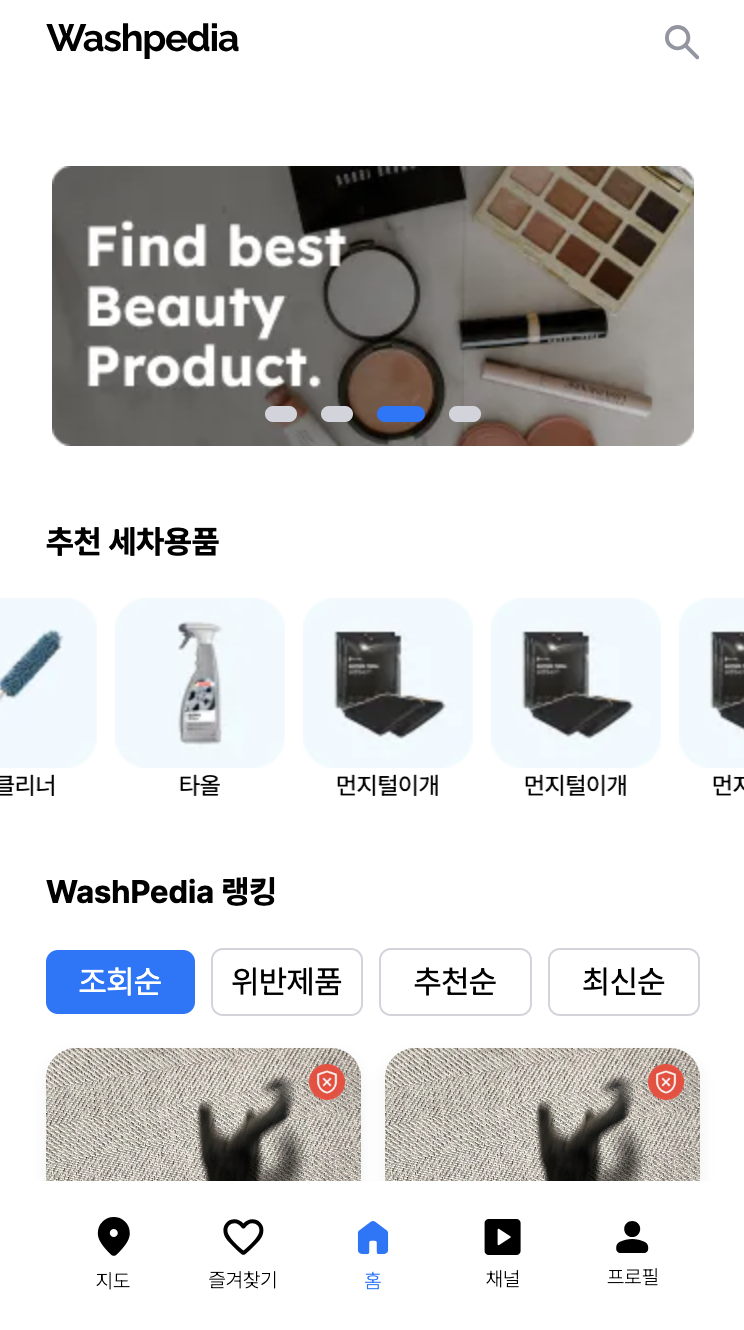 Washpedia
Find best
Beauty
Product.
추천 세차용품
클리너
타올
먼지털이개
먼지털이개
WashPedia 랭킹
조회순
위반제품
추천순
최신순
지도
즐겨찾기
홈
채널
프로필